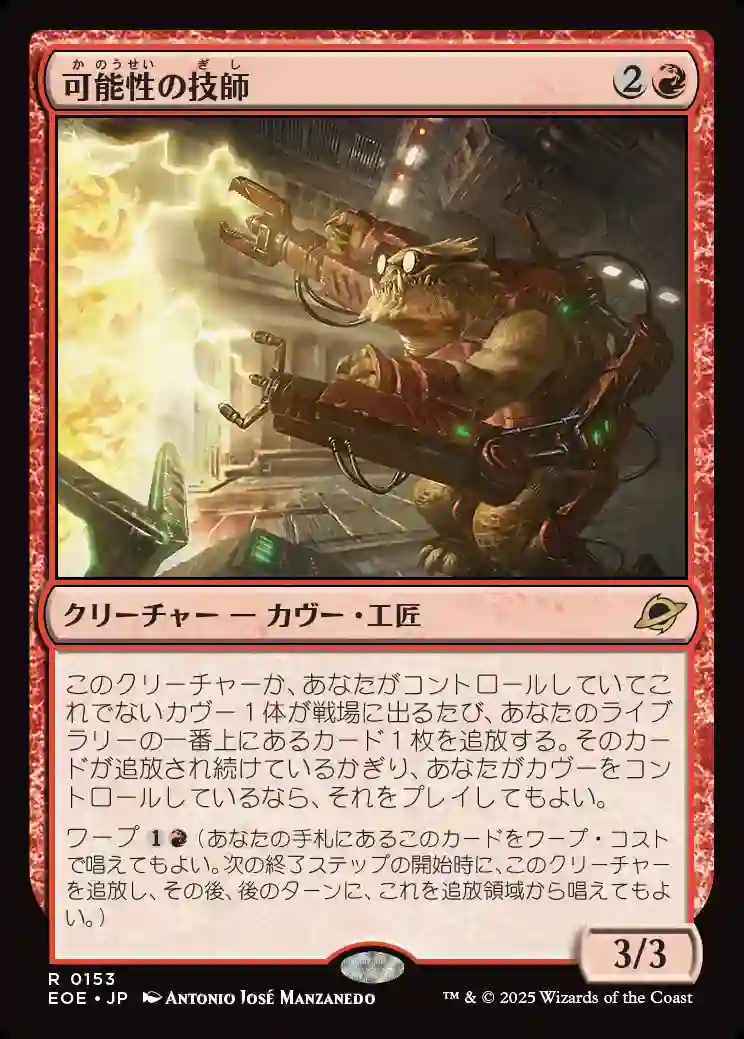 かのうせい ぎし
可能性の技師 2
クリーチャー — カヴー・工匠
このクリーチャーか、あなたがコントロールしていてこ
れでないカヴー1体が戦場に出るたび、あなたのライブ
ラリーの一番上にあるカード1枚を追放する。そのカー
ドが追放され続けているかぎり、あなたがカヴーをコン
トロールしているなら、それをプレイしてもよい。
ワープ 1（あなたの手札にあるこのカードをワープ・コスト
で唱えてもよい。次の終了ステップの開始時に、このクリーチャー
を追放し、その後、後のターンに、これを追放領域から唱えてもよ
い。）
3/3
R 0153
EOE • JP Antonio José Manzanedo ™ & © 2025 Wizards of the Coast